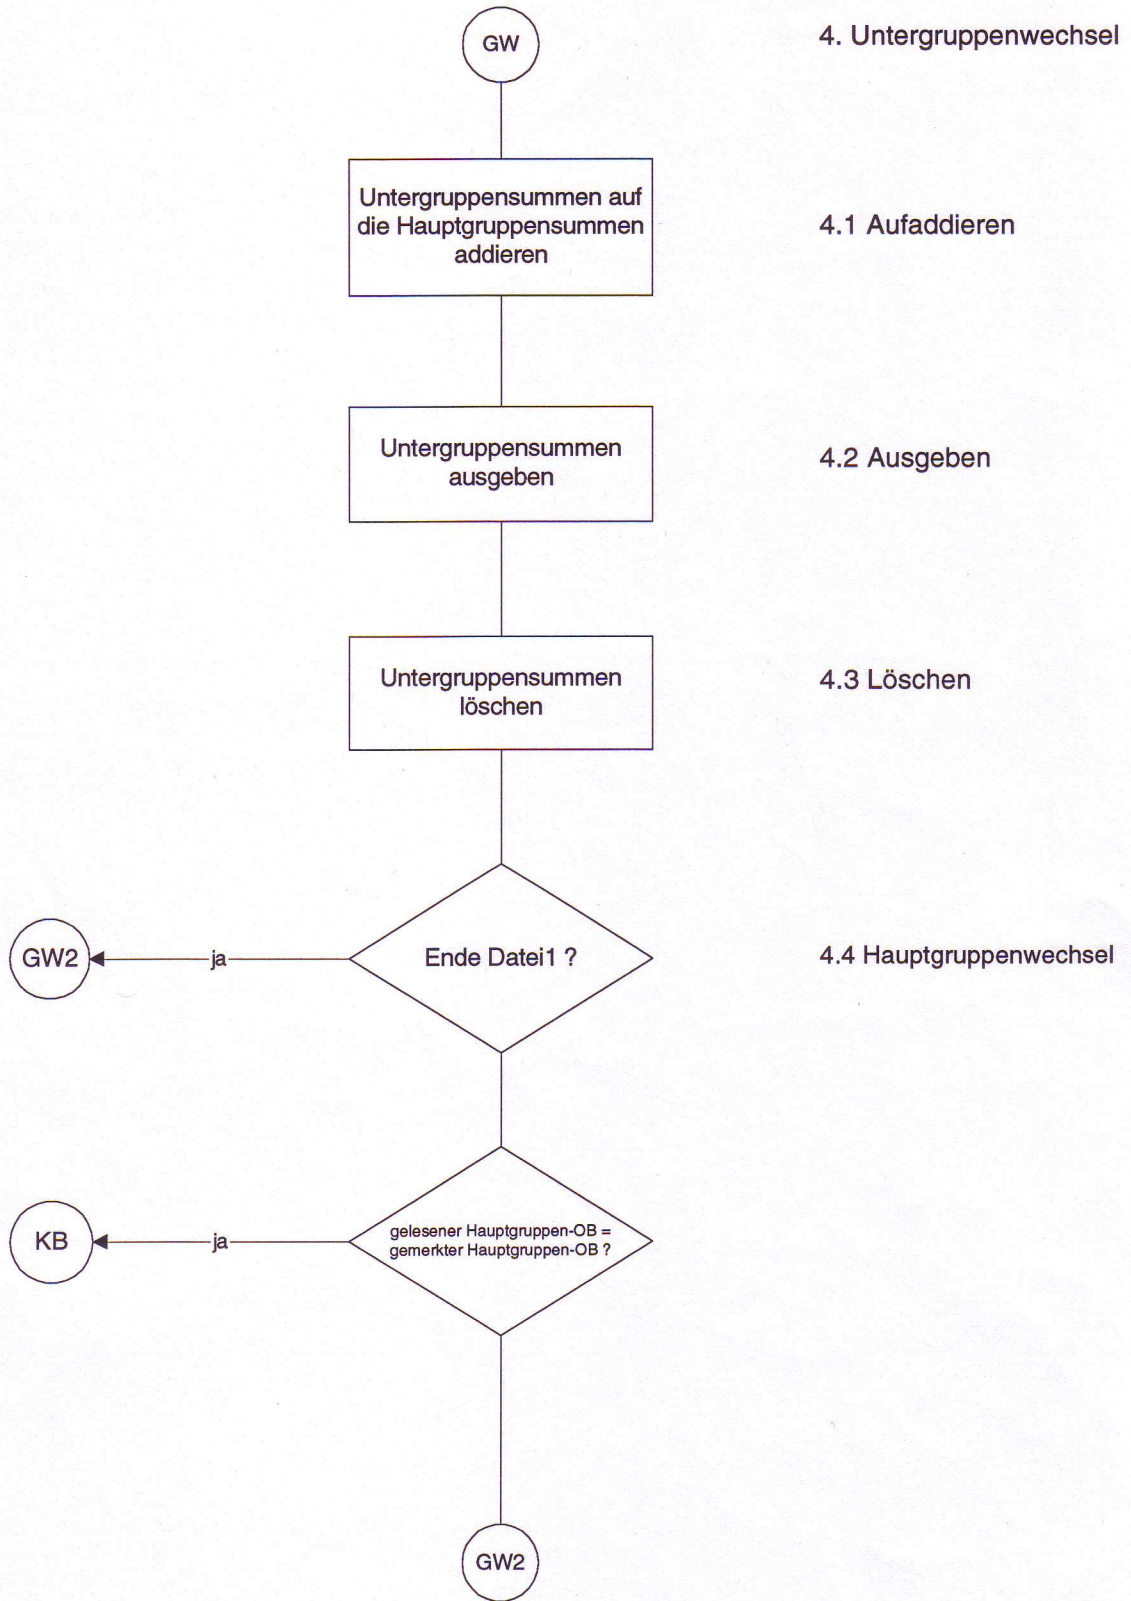 GW
4. Untergruppenwechsel
Untergruppensummen auf
die Hauptgruppensummen
addieren
4.1 Aufaddieren
Untergruppensummen
ausgeben
4.2 Ausgeben
Untergruppensummen
löschen
4.3 Löschen
GW2
ja
Ende Datei1 ?
4.4 Hauptgruppenwechsel
KB
ja
gelesener Hauptgruppen-OB =
gemerkter Hauptgruppen-OB ?
GW2